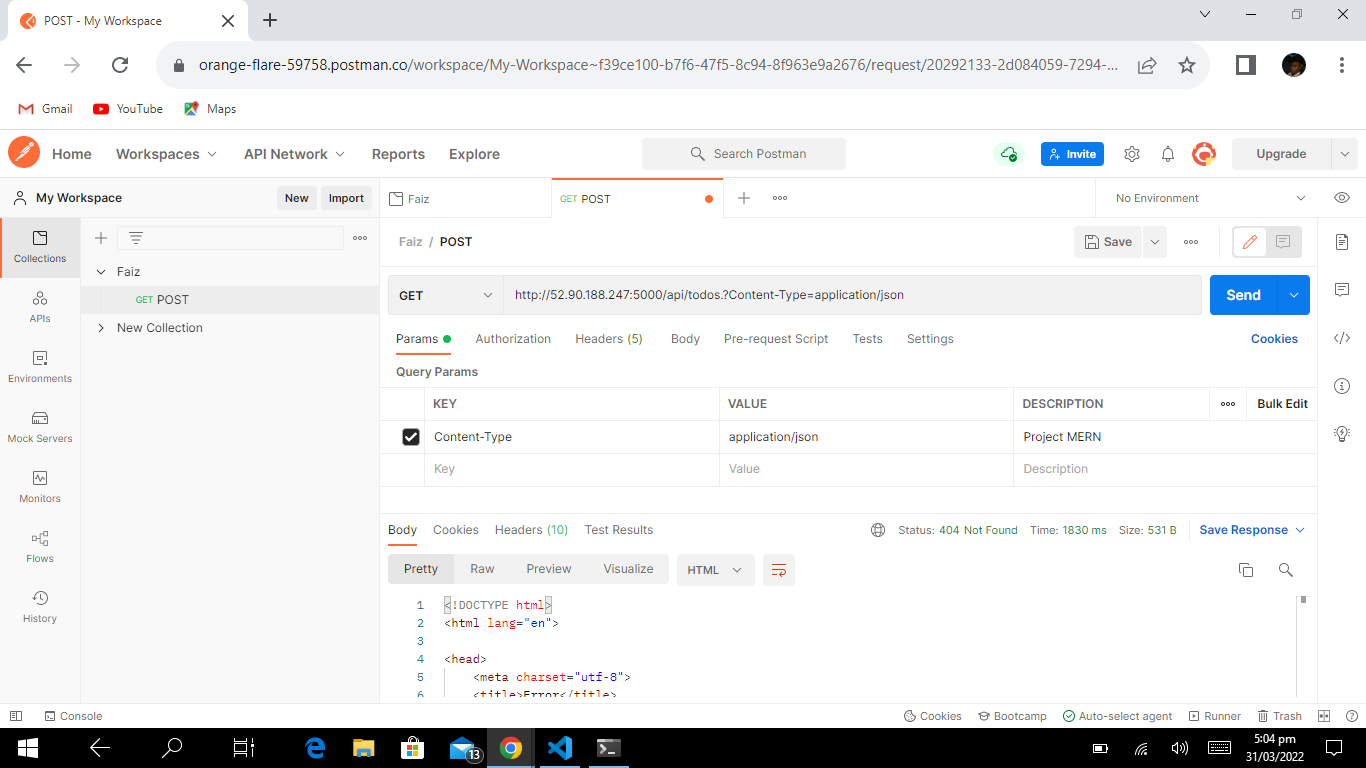 POST - My Workspace
orange-flare-59758.postman.co/workspace/My-Workspace~f39ce100-b7f6-47f5-8c94-8f963e9a2676/request/20292133-2d084059-7294-...
Gmail YouTube Maps
Home Workspaces API Network Reports Explore Search Postman Invite Upgrade
My Workspace New Import Faiz GET POST ooo No Environment
Collections
Faiz
GET POST
New Collection
APIs
Environments
Mock Servers
Monitors
Flows
History
Faiz / POST Save
GET http://52.90.188.247:5000/api/todos.?Content-Type=application/json Send
Params Authorization Headers (5) Body Pre-request Script Tests Settings Cookies
Query Params
KEY VALUE DESCRIPTION Bulk Edit
Content-Type application/json Project MERN
Key Value Description
Body Cookies Headers (10) Test Results Status: 404 Not Found Time: 1830 ms Size: 531 B Save Response
Pretty Raw Preview Visualize HTML
1 <!DOCTYPE html>
2 <html lang="en">
3
4 <head>
5 <meta charset="utf-8">
6 <title>Error</title>
Console Cookies Bootcamp Auto-select agent Runner Trash
13
5:04 pm
31/03/2022